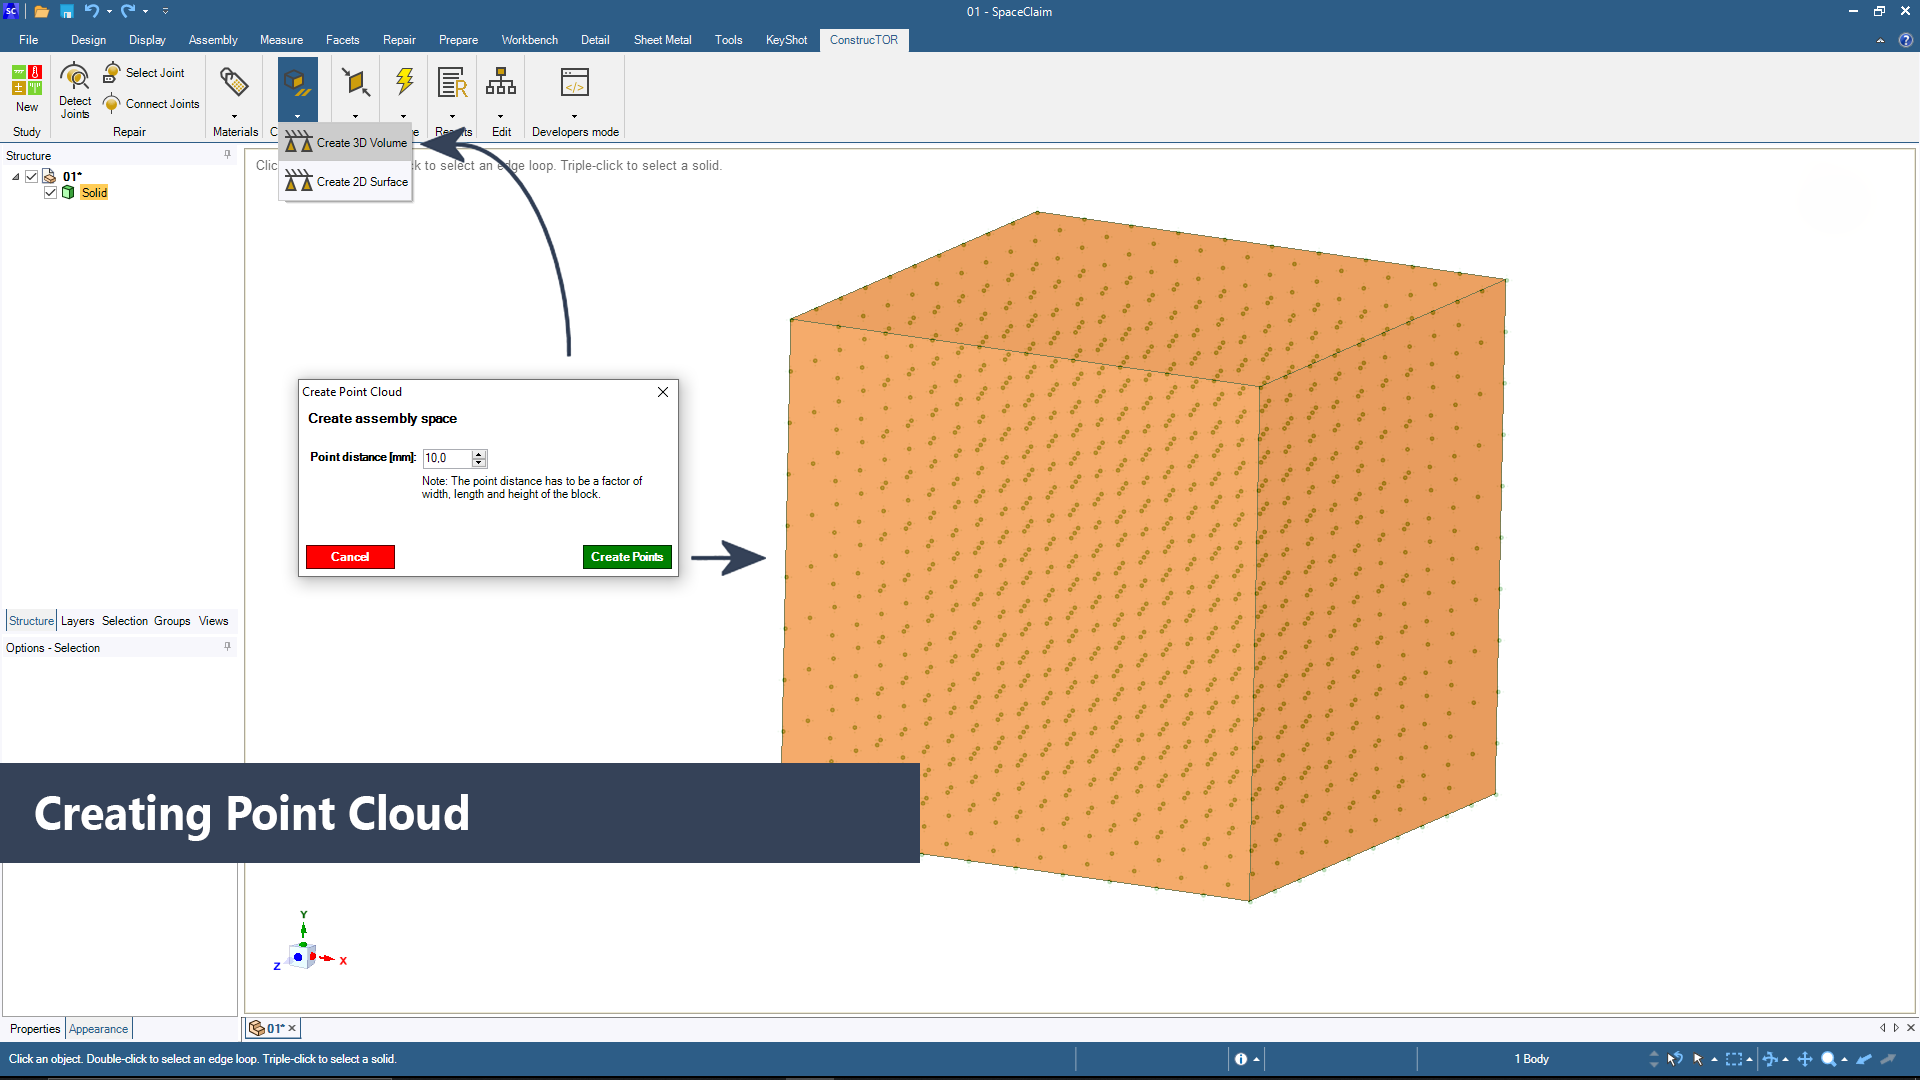 SC
01 - SpaceClaim
File Design Display Assembly Measure Facets Repair Prepare Workbench Detail Sheet Metal Tools KeyShot ConstrucTOR
New
Study
Detect
Joints
Select Joint
Connect Joints
Repair
Materials
Edit
Developers mode
Create 3D Volume
Create 2D Surface
Structure
01*
Solid
Clic
k to select an edge loop. Triple-click to select a solid.
Create Point Cloud
Create assembly space
Point distance [mm]: 10,0
Note: The point distance has to be a factor of
width, length and height of the block.
Cancel
Create Points
Structure Layers Selection Groups Views
Options - Selection
Creating Point Cloud
Y
Z
X
Properties Appearance
01*
Click an object. Double-click to select an edge loop. Triple-click to select a solid.
1 Body